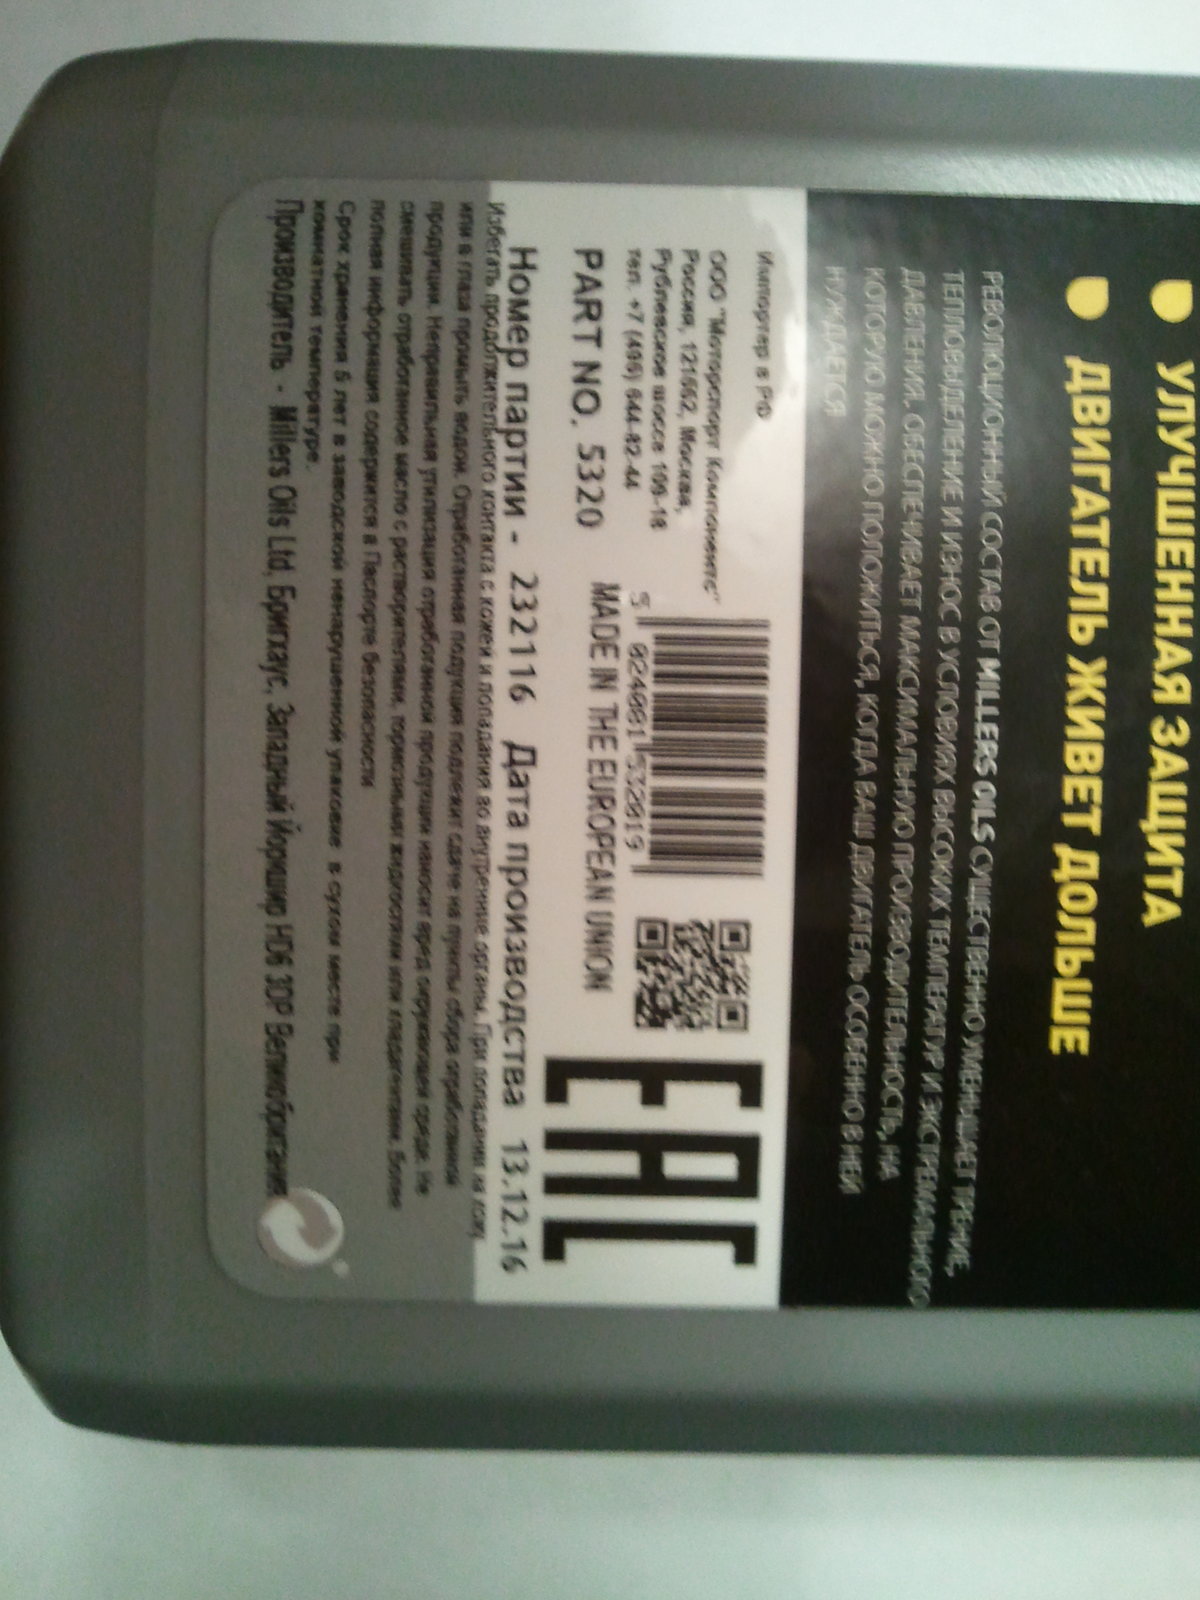 УЛУЧШЕННАЯ ЗАЩИТА
ДВИГАТЕЛЬ ЖИВЕТ ДОЛЬШЕ
РЕВОЛЮЦИОННЫЙ СОСТАВ ОТ MILLERS OILS СУЩЕСТВЕННО УМЕНЬШАЕТ ТРЕНИЕ,
ТЕПЛОВЫДЕЛЕНИЕ И ИЗНОС В УСЛОВИЯХ ВЫСОКИХ ТЕМПЕРАТУР И ЭКСТРЕМАЛЬНОГО
ДАВЛЕНИЯ, ОБЕСПЕЧИВАЕТ МАКСИМАЛЬНУЮ ПРОИЗВОДИТЕЛЬНОСТЬ, НА
КОТОРУЮ МОЖНО ПОЛОЖИТЬСЯ, КОГДА ВАШ ДВИГАТЕЛЬ ОСОБЕННО В НЕЙ
НУЖДАЕТСЯ
Импортер в РФ
ООО "Моторспорт Компонентс"
Россия, 121552, Москва,
Рублевское шоссе 109-18
тел. +7 (495) 644-82-44
5 024001 532019
EAC
PART NO. 5320
MADE IN THE EUROPEAN UNION
Номер партии - 232116 Дата производства 13.12.16
Избегать продолжительного контакта с кожей и попадания во внутренние органы. При попадании на кожу
или в глаза промыть водой. Отработанная продукция подлежит сдаче на пункты сбора отработанной
продукции. Неправильная утилизация отработанной продукции наносит вред окружающей среде. Не
смешивать отработанное масло с растворителями, тормозными жидкостями или хладагентами. Более
полная информация содержится в Паспорте безопасности
Срок хранения 5 лет в заводской ненарушенной упаковке в сухом месте при
комнатной температуре.
Производитель - Millers Oils Ltd, Бригхаус, Западный Йоркшир HD6 3DP Великобритания